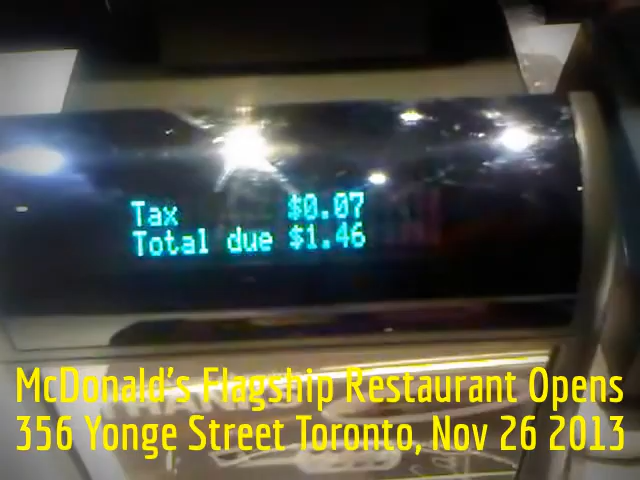 Tax $0.07
Total due $1.46
McDonald's Flagship Restaurant Opens
356 Yonge Street Toronto, Nov 26 2013